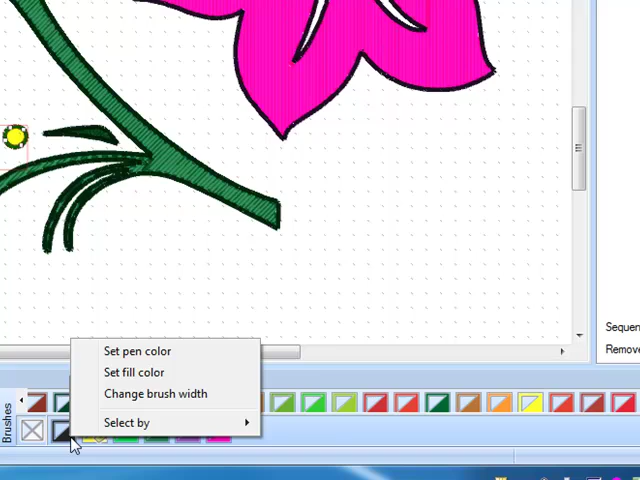 Sequen
Remove
Set pen color
Set fill color
Change brush width
Select by
Brushes